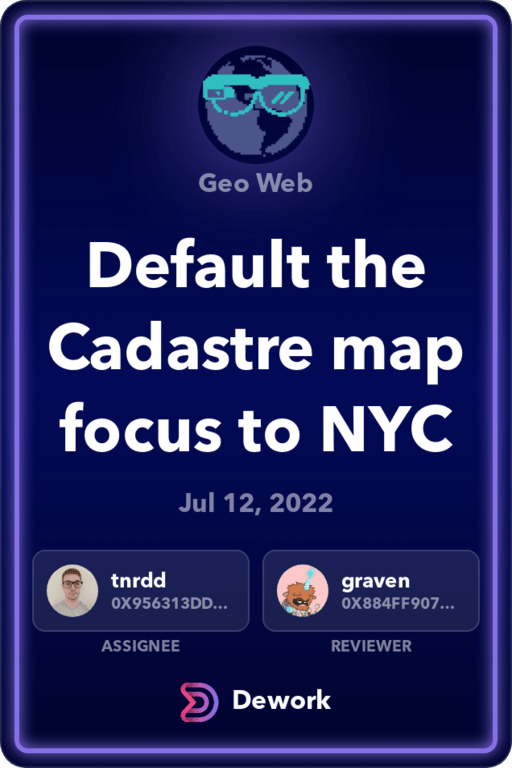 Geo Web
Default the
Cadastre map
focus to NYC
Jul 12, 2022
tnrdd
0X956313DD...
graven
0X884FF907...
ASSIGNEE
REVIEWER
Dework